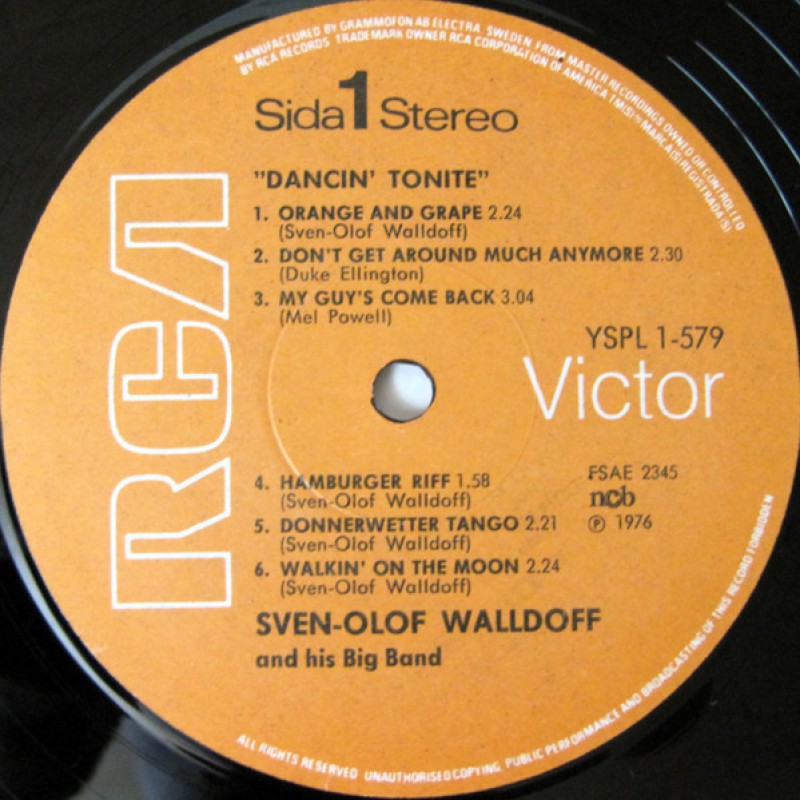 MANUFACTURED BY GRAMMOFON AB ELECTRA, SWEDEN, FROM MASTER RECORDINGS OWNED OR CONTROLLED
BY RCA RECORDS TRADEMARK OWNER RCA CORPORATION OF AMERICA TM(S)~MARCA(S) REGISTRADA(S)
Sida 1 Stereo
RCA
"DANCIN' TONITE"
1. ORANGE AND GRAPE 2.24
(Sven-Olof Walldoff)
2. DON'T GET AROUND MUCH ANYMORE 2.30
(Duke Ellington)
3. MY GUY'S COME BACK 3.04
(Mel Powell)
YSPL 1-579
Victor
4. HAMBURGER RIFF 1.58
(Sven-Olof Walldoff)
5. DONNERWETTER TANGO 2.21
(Sven-Olof Walldoff)
6. WALKIN' ON THE MOON 2.24
(Sven-Olof Walldoff)
FSAE 2345
ncb
℗ 1976
SVEN-OLOF WALLDOFF
and his Big Band
ALL RIGHTS RESERVED UNAUTHORISED COPYING, PUBLIC PERFORMANCE AND BROADCASTING OF THIS RECORD FORBIDDEN